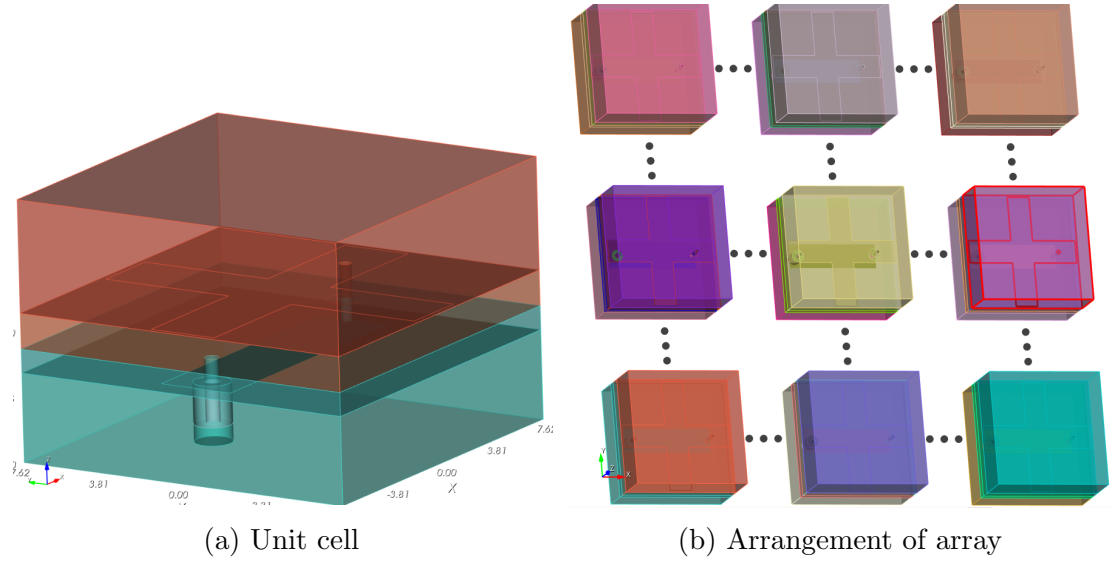 7.62
3.81
0.00
-3.81
X
7.62
3.81
0.00
X
Z
Y
X
Z
(a) Unit cell
(b) Arrangement of array